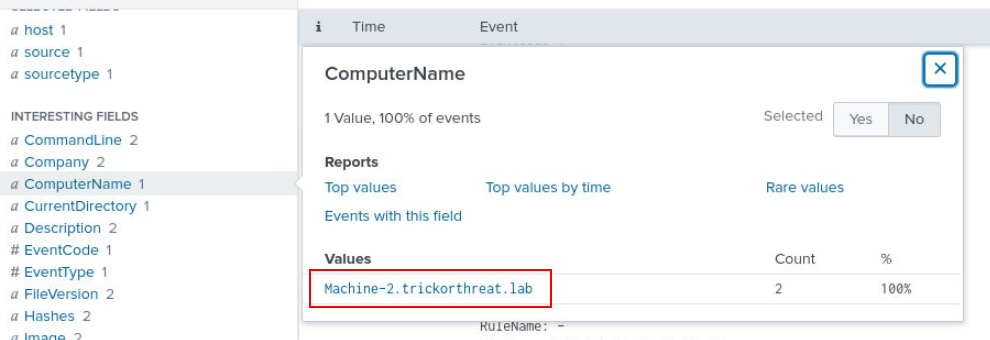 SELECTED FIELDS
a host 1
a source 1
a sourcetype 1
INTERESTING FIELDS
a CommandLine 2
a Company 2
a ComputerName 1
a CurrentDirectory 1
a Description 2
# EventCode 1
# EventType 1
a FileVersion 2
a Hashes 2
a Image 2
i Time Event
ComputerName
1 Value, 100% of events
Selected Yes No
Reports
Top values Top values by time Rare values
Events with this field
Values Count %
Machine-2.trickorthreat.lab 2 100%
RuleName: -